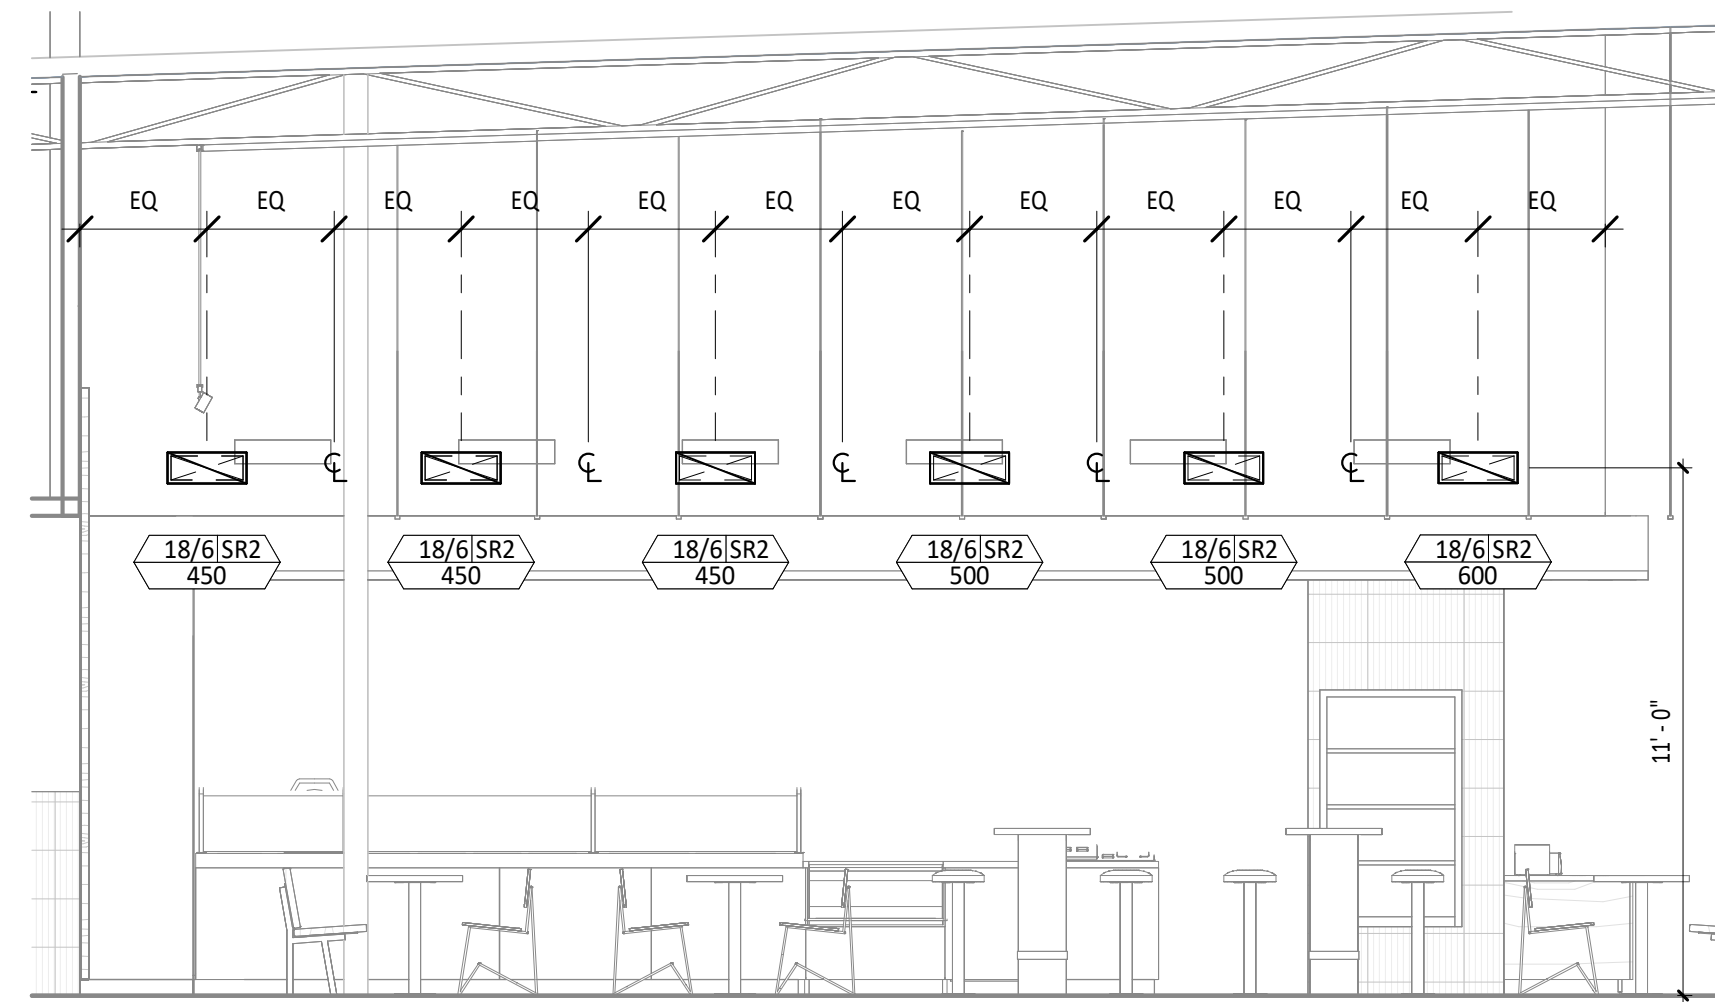 EQ EQ EQ EQ EQ EQ EQ EQ EQ EQ EQ EQ
℄ ℄ ℄ ℄ ℄
18/6 SR2 18/6 SR2 18/6 SR2 18/6 SR2 18/6 SR2 18/6 SR2
450 450 450 500 500 600
11' - 0"